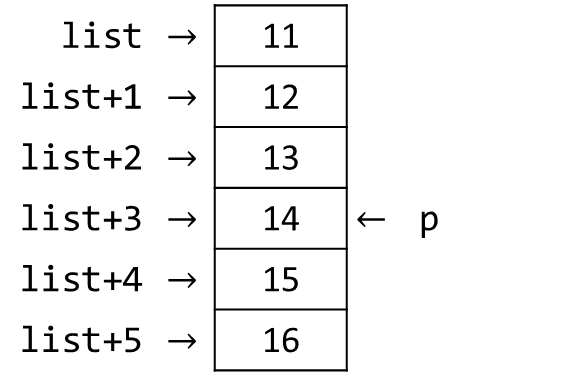 list → 11
list+1 → 12
list+2 → 13
list+3 → 14 ← p
list+4 → 15
list+5 → 16